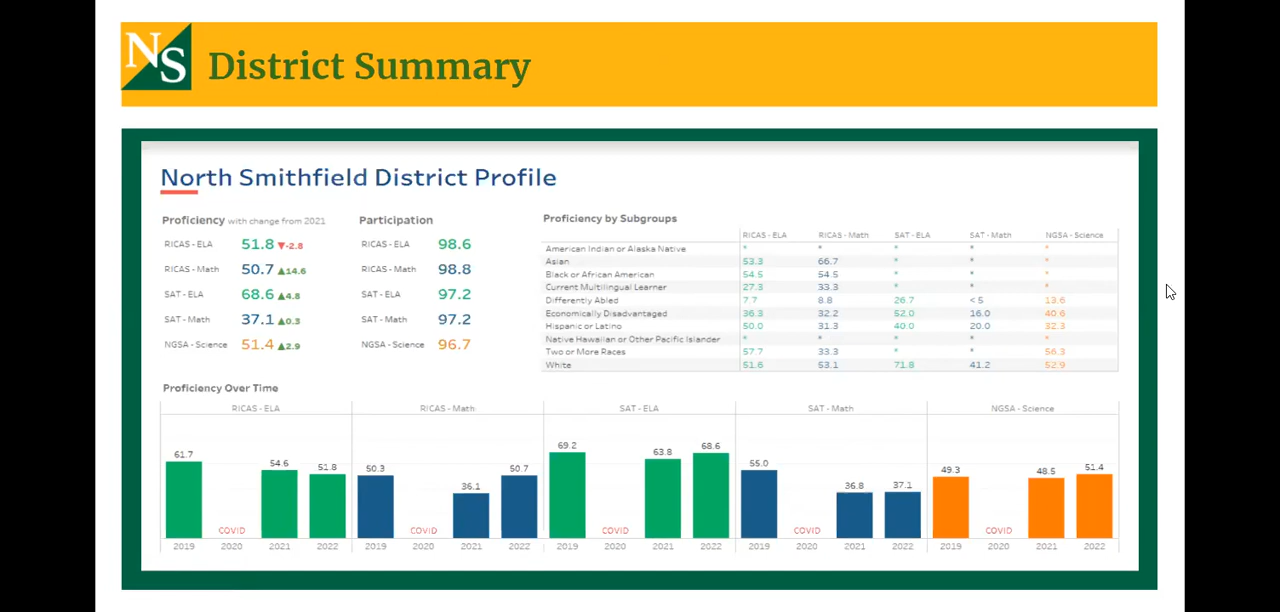 NS District Summary
North Smithfield District Profile
Proficiency with change from 2021
RICAS - ELA 51.8 ▼-2.8
RICAS - Math 50.7 ▲14.6
SAT - ELA 68.6 ▲4.8
SAT - Math 37.1 ▲0.3
NGSA - Science 51.4 ▲2.9
Participation
RICAS - ELA 98.6
RICAS - Math 98.8
SAT - ELA 97.2
SAT - Math 97.2
NGSA - Science 96.7
Proficiency by Subgroups
RICAS - ELA RICAS - Math SAT - ELA SAT - Math NGSA - Science
American Indian or Alaska Native * * * * *
Asian 53.3 66.7 * * *
Black or African American 54.5 54.5 * * *
Current Multilingual Learner 27.3 33.3 * * *
Differently Abled 7.7 8.8 26.7 < 5 13.6
Economically Disadvantaged 36.3 32.2 52.0 16.0 40.6
Hispanic or Latino 50.0 31.3 40.0 20.0 32.3
Native Hawaiian or Other Pacific Islander * * * * *
Two or More Races 57.7 33.3 * * 56.3
White 51.6 53.1 71.8 41.2 52.9
Proficiency Over Time
RICAS - ELA RICAS - Math SAT - ELA SAT - Math NGSA - Science
61.7 54.6 51.8 50.3 36.1 50.7 69.2 63.8 68.6 55.0 36.8 37.1 49.3 48.5 51.4
COVID COVID COVID COVID COVID
2019 2020 2021 2022 2019 2020 2021 2022 2019 2020 2021 2022 2019 2020 2021 2022 2019 2020 2021 2022